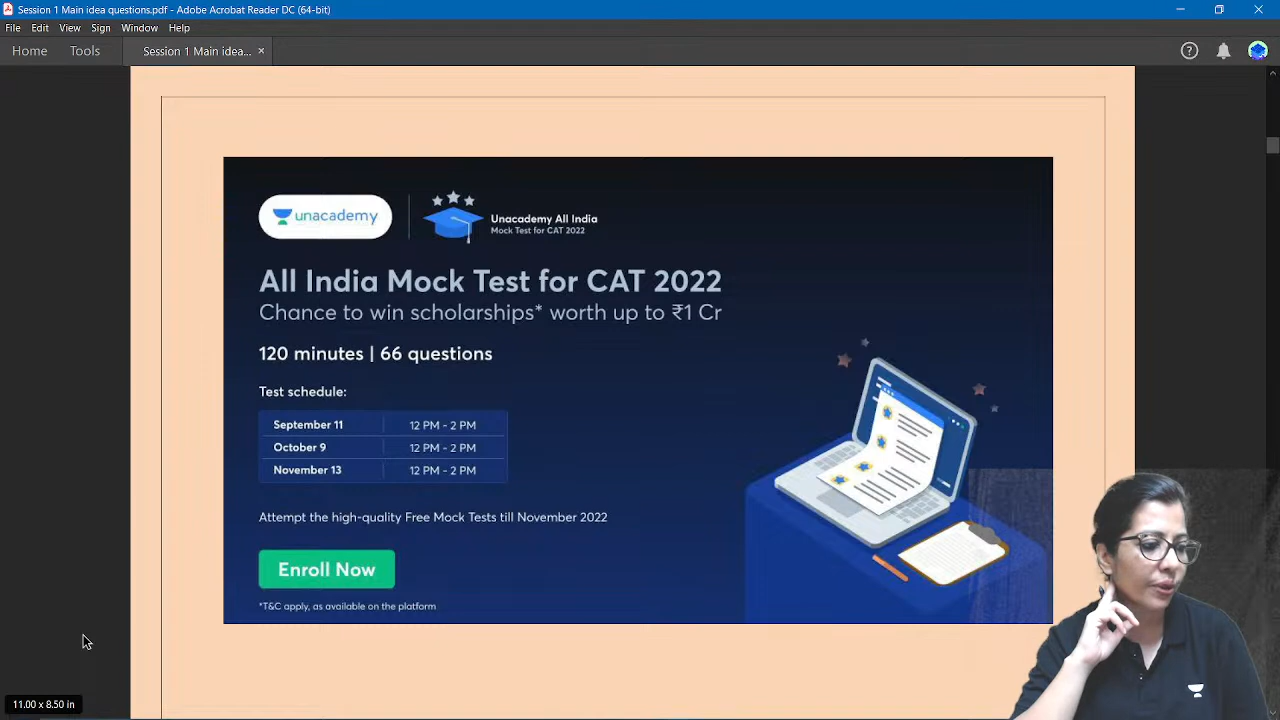 Session 1 Main idea questions.pdf - Adobe Acrobat Reader DC (64-bit)
File Edit View Sign Window Help
Home Tools Session 1 Main idea... ×
unacademy
Unacademy All India
Mock Test for CAT 2022
All India Mock Test for CAT 2022
Chance to win scholarships* worth up to ₹1 Cr
120 minutes | 66 questions
Test schedule:
September 11 12 PM - 2 PM
October 9 12 PM - 2 PM
November 13 12 PM - 2 PM
Attempt the high-quality Free Mock Tests till November 2022
Enroll Now
*T&C apply, as available on the platform
11.00 x 8.50 in